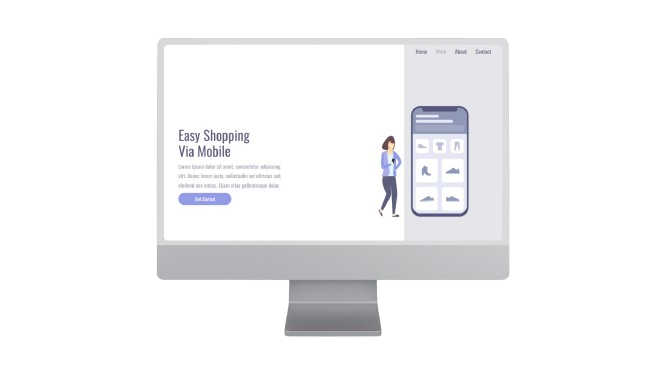 Home Work About Contact
Easy Shopping
Via Mobile
Lorem ipsum dolor sit amet, consectetur adipiscing
elit. Donec lorem justo, sollicitudin vel ultricies sed,
eleifend nec metus. Etiam vitae pellentesque dolor.
Get Started